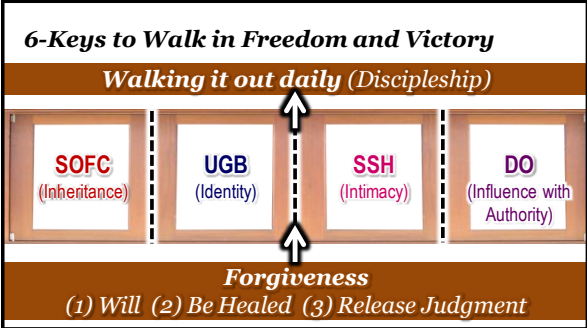 6-Keys to Walk in Freedom and Victory
Walking it out daily (Discipleship)
SOFC
(Inheritance)
UGB
(Identity)
SSH
(Intimacy)
DO
(Influence with
Authority)
Forgiveness
(1) Will (2) Be Healed (3) Release Judgment